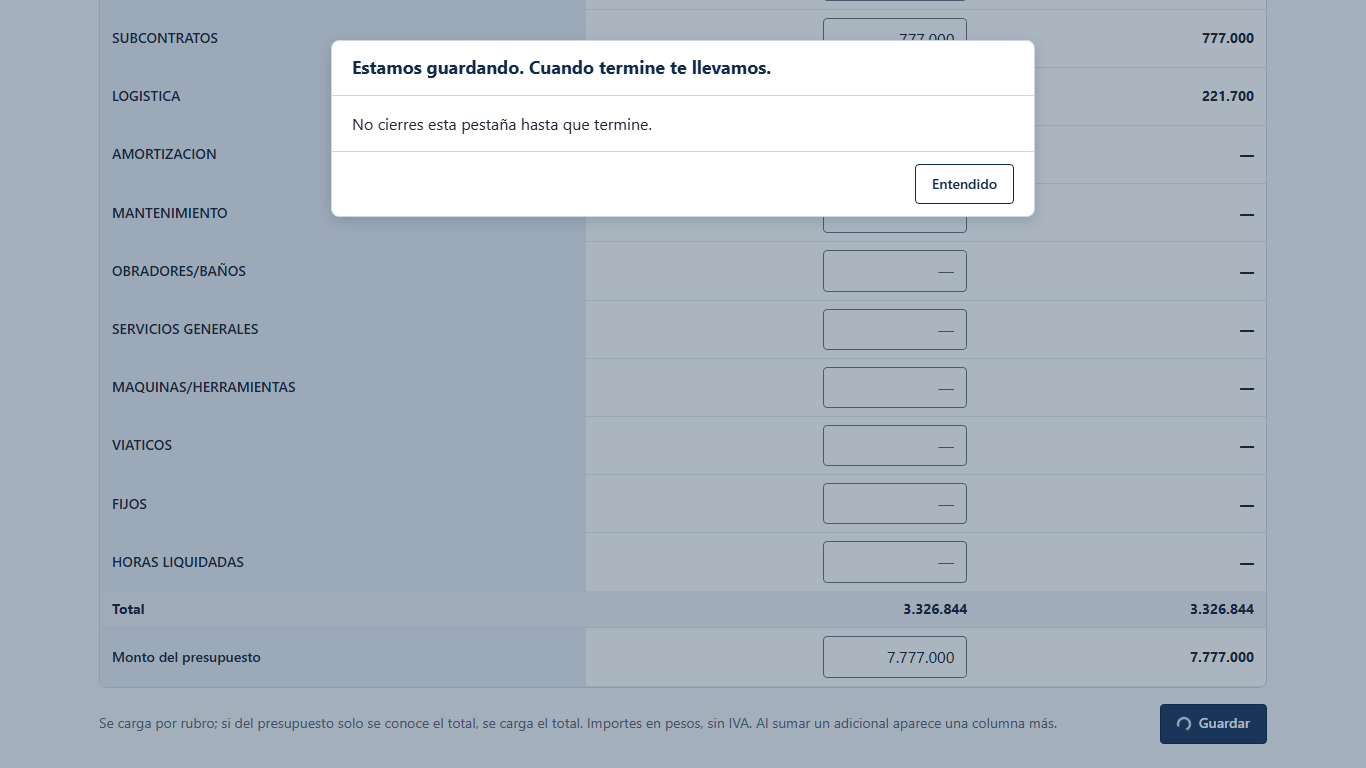 SUBCONTRATOS 777.000 777.000
Estamos guardando. Cuando termine te llevamos.
LOGISTICA 221.700
No cierres esta pestaña hasta que termine.
AMORTIZACION —
Entendido
MANTENIMIENTO —
OBRADORES/BAÑOS — —
SERVICIOS GENERALES — —
MAQUINAS/HERRAMIENTAS — —
VIATICOS — —
FIJOS — —
HORAS LIQUIDADAS — —
Total 3.326.844 3.326.844
Monto del presupuesto 7.777.000 7.777.000
Se carga por rubro; si del presupuesto solo se conoce el total, se carga el total. Importes en pesos, sin IVA. Al sumar un adicional aparece una columna más.
Guardar